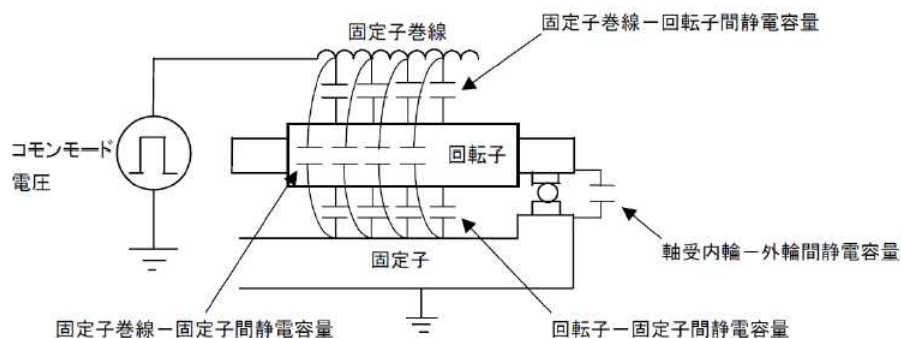 固定子巻線
固定子巻線－回転子間静電容量
コモンモード
電圧
回転子
固定子
軸受内輪－外輪間静電容量
固定子巻線－固定子間静電容量
回転子－固定子間静電容量